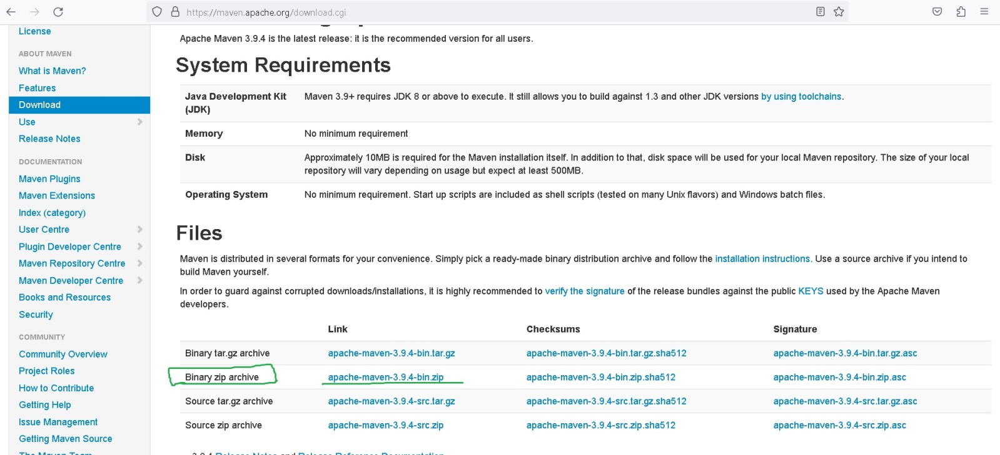 https://maven.apache.org/download.cgi
License
ABOUT MAVEN
What is Maven?
Features
Download
Use
Release Notes
DOCUMENTATION
Maven Plugins
Maven Extensions
Index (category)
User Centre
Plugin Developer Centre
Maven Repository Centre
Maven Developer Centre
Books and Resources
Security
COMMUNITY
Community Overview
Project Roles
How to Contribute
Getting Help
Issue Management
Getting Maven Source
The Maven Team
Apache Maven 3.9.4 is the latest release: it is the recommended version for all users.
System Requirements
Java Development Kit Maven 3.9+ requires JDK 8 or above to execute. It still allows you to build against 1.3 and other JDK versions by using toolchains.
(JDK)
Memory No minimum requirement
Disk Approximately 10MB is required for the Maven installation itself. In addition to that, disk space will be used for your local Maven repository. The size of your local
repository will vary depending on usage but expect at least 500MB.
Operating System No minimum requirement. Start up scripts are included as shell scripts (tested on many Unix flavors) and Windows batch files.
Files
Maven is distributed in several formats for your convenience. Simply pick a ready-made binary distribution archive and follow the installation instructions. Use a source archive if you intend to
build Maven yourself.
In order to guard against corrupted downloads/installations, it is highly recommended to verify the signature of the release bundles against the public KEYS used by the Apache Maven
developers.
Link Checksums Signature
Binary tar.gz archive apache-maven-3.9.4-bin.tar.gz apache-maven-3.9.4-bin.tar.gz.sha512 apache-maven-3.9.4-bin.tar.gz.asc
Binary zip archive apache-maven-3.9.4-bin.zip apache-maven-3.9.4-bin.zip.sha512 apache-maven-3.9.4-bin.zip.asc
Source tar.gz archive apache-maven-3.9.4-src.tar.gz apache-maven-3.9.4-src.tar.gz.sha512 apache-maven-3.9.4-src.tar.gz.asc
Source zip archive apache-maven-3.9.4-src.zip apache-maven-3.9.4-src.zip.sha512 apache-maven-3.9.4-src.zip.asc
3.9.4 Release Notes and Release Reference Documentation